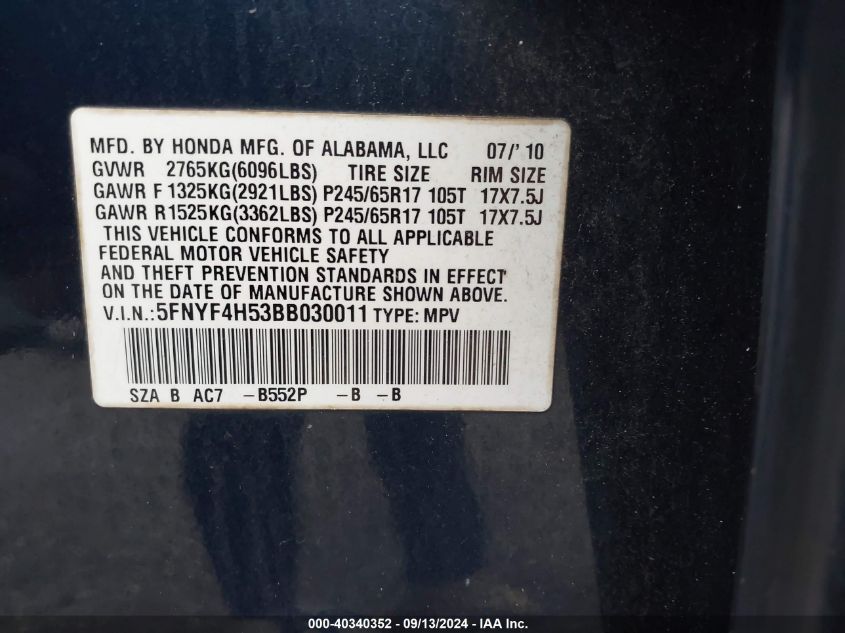 MFD. BY HONDA MFG. OF ALABAMA, LLC 07/'10
GVWR 2765KG(6096LBS) TIRE SIZE RIM SIZE
GAWR F 1325KG(2921LBS) P245/65R17 105T 17X7.5J
GAWR R 1525KG(3362LBS) P245/65R17 105T 17X7.5J
THIS VEHICLE CONFORMS TO ALL APPLICABLE
FEDERAL MOTOR VEHICLE SAFETY
AND THEFT PREVENTION STANDARDS IN EFFECT
ON THE DATE OF MANUFACTURE SHOWN ABOVE.
V.I.N.: 5FNYF4H53BB030011 TYPE: MPV
SZA B AC7 -B552P -B -B
000-40340352 - 09/13/2024 - IAA Inc.